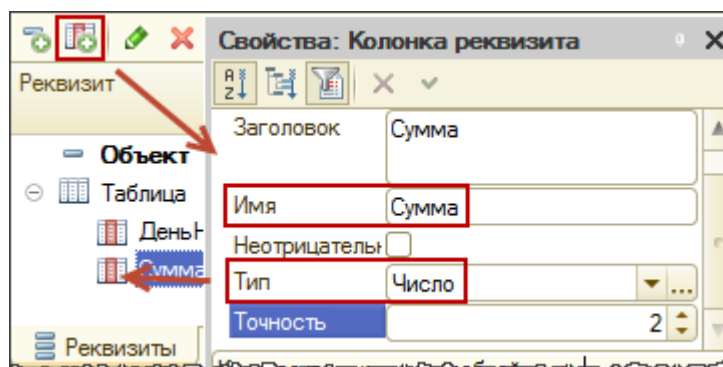 Свойства: Колонка реквизита
Реквизит
Заголовок Сумма
Объект
Таблица
Имя Сумма
ДеньН
Неотрицательн
Сумма
Тип Число ...
Точность 2
Реквизиты